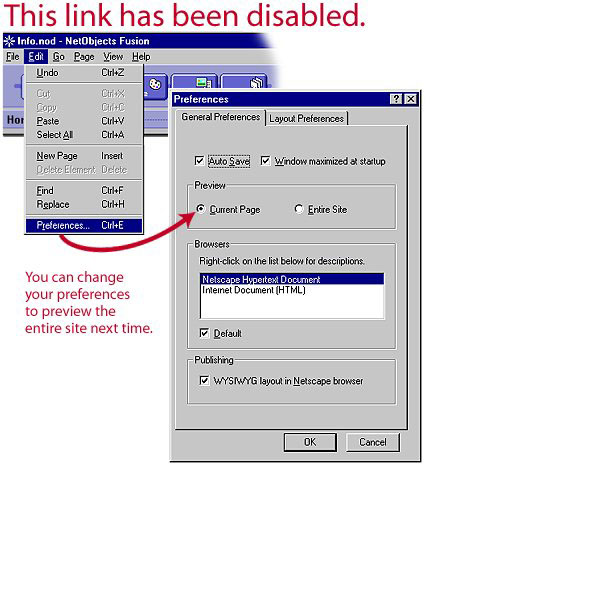 This link has been disabled.
Info.nod - NetObjects Fusion
File Edit Go Page View Help
Undo Ctrl+Z
Cut Ctrl+X
Copy Ctrl+C
Paste Ctrl+V
Select All Ctrl+A
New Page Insert
Delete Element Delete
Find Ctrl+F
Replace Ctrl+H
Preferences... Ctrl+E
You can change
your preferences
to preview the
entire site next time.
Preferences
General Preferences Layout Preferences
Auto Save Window maximized at startup
Preview
Current Page Entire Site
Browsers
Right-click on the list below for descriptions.
Netscape Hypertext Document
Internet Document (HTML)
Default
Publishing
WYSIWYG layout in Netscape browser
OK Cancel